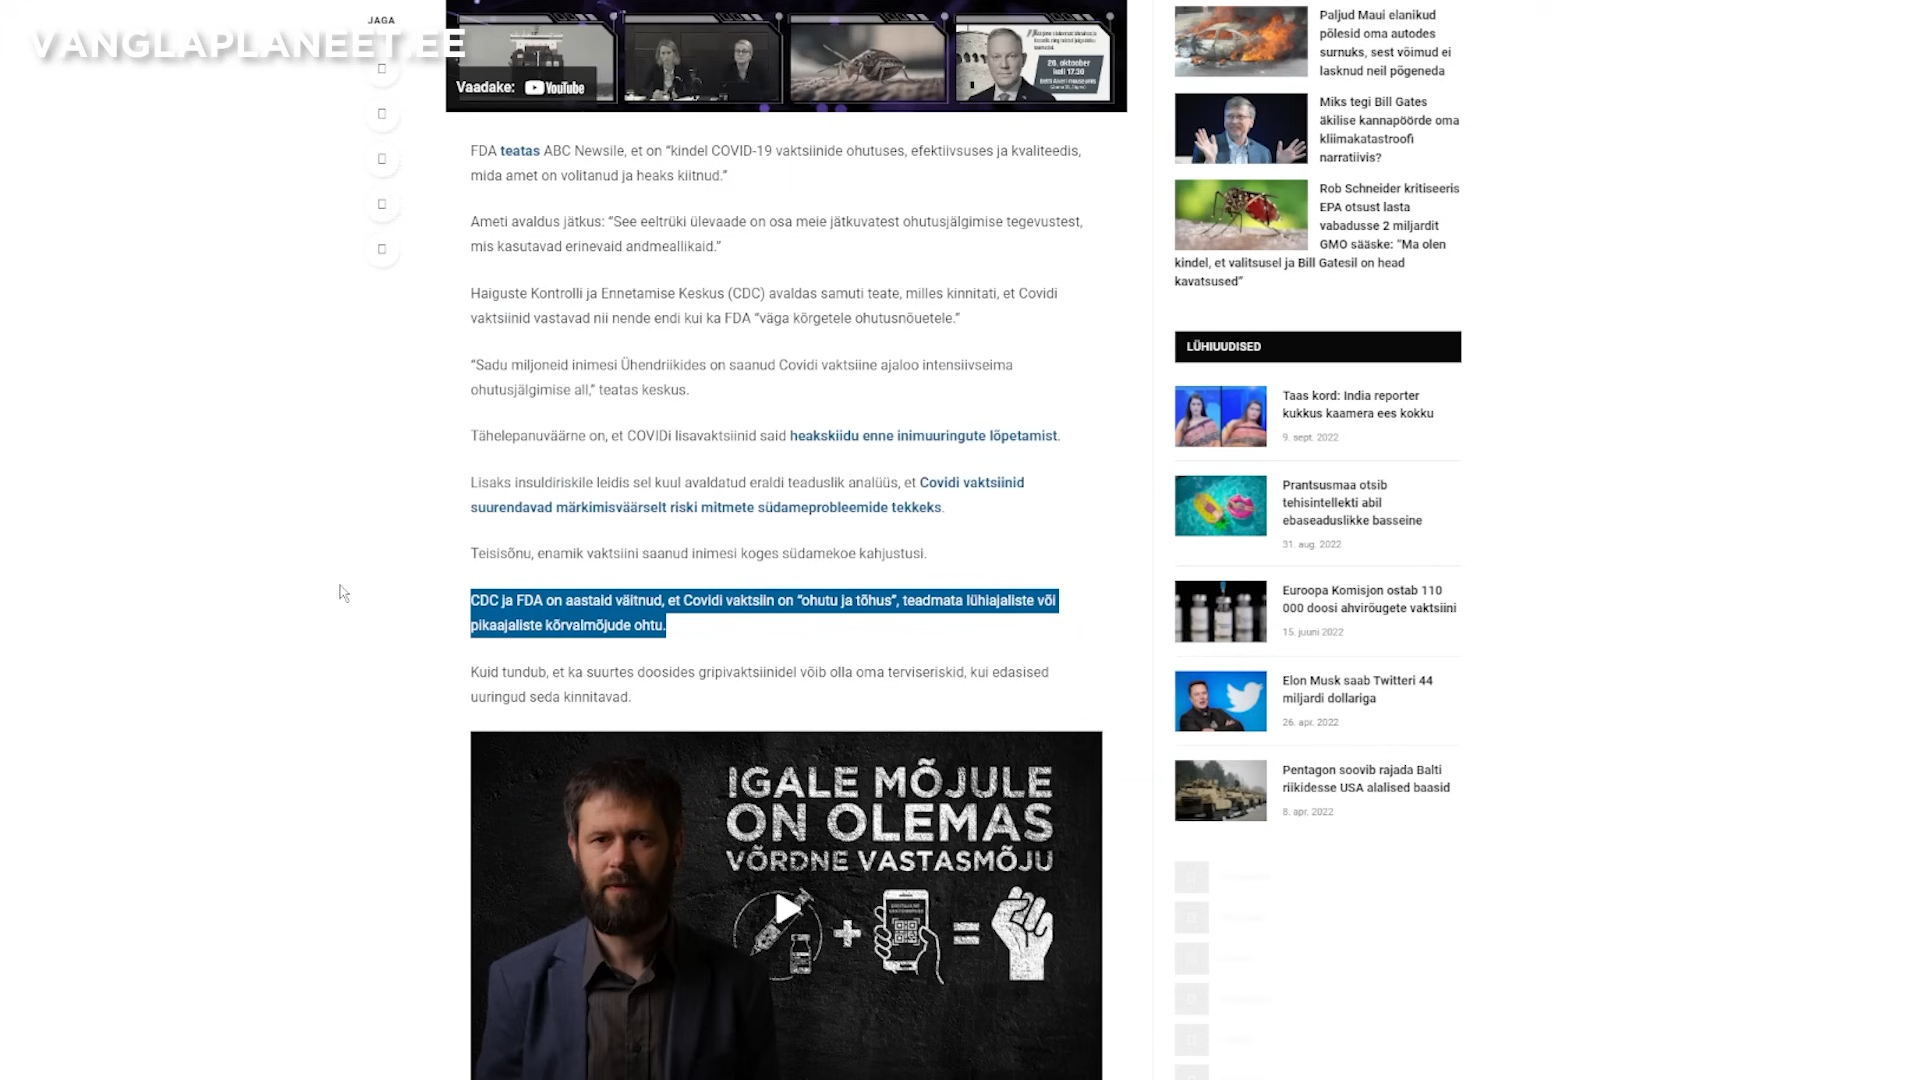 JAGA
VANGLAPLANEET.EE
Vaadake: YouTube
26. oktoober
kell 17.30
FDA teatas ABC Newsile, et on “kindel COVID-19 vaktsiinide ohutuses, efektiivsuses ja kvaliteedis,
mida amet on volitanud ja heaks kiitnud.”
Ameti avaldus jätkus: “See eeltrüki ülevaade on osa meie jätkuvatest ohutusjälgimise tegevustest,
mis kasutavad erinevaid andmeallikaid.”
Haiguste Kontrolli ja Ennetamise Keskus (CDC) avaldas samuti teate, milles kinnitati, et Covidi
vaktsiinid vastavad nii nende endi kui ka FDA “väga kõrgetele ohutusnõuetele.”
“Sadu miljoneid inimesi Ühendriikides on saanud Covidi vaktsiine ajaloo intensiivseima
ohutusjälgimise all,” teatas keskus.
Tähelepanuväärne on, et COVIDi lisavaktsiinid said heakskiidu enne inimuuringute lõpetamist.
Lisaks insuldiriskile leidis sel kuul avaldatud eraldi teaduslik analüüs, et Covidi vaktsiinid
suurendavad märkimisväärselt riski mitmete südameprobleemide tekkeks.
Teisisõnu, enamik vaktsiini saanud inimesi koges südamekoe kahjustusi.
CDC ja FDA on aastaid väitnud, et Covidi vaktsiin on “ohutu ja tõhus”, teadmata lühiajaliste või
pikaajaliste kõrvalmõjude ohtu.
Kuid tundub, et ka suurtes doosides gripivaktsiinidel võib olla oma terviseriskid, kui edasised
uuringud seda kinnitavad.
IGALE MÕJULE
ON OLEMAS
VÕRDNE VASTASMÕJU
Paljud Maui elanikud
põlesid oma autodes
surnuks, sest võimud ei
lasknud neil põgeneda
Miks tegi Bill Gates
äkilise kannapöörde oma
kliimakatastroofi
narratiivis?
Rob Schneider kritiseeris
EPA otsust lasta
vabadusse 2 miljardit
GMO sääske: “Ma olen
kindel, et valitsusel ja Bill Gatesil on head
kavatsused”
LÜHIUUDISED
Taas kord: India reporter
kukkus kaamera ees kokku
9. sept. 2022
Prantsusmaa otsib
tehisintellekti abil
ebaseaduslikke basseine
31. aug. 2022
Euroopa Komisjon ostab 110
000 doosi ahvirõugete vaktsiini
15. juuni 2022
Elon Musk saab Twitteri 44
miljardi dollariga
26. apr. 2022
Pentagon soovib rajada Balti
riikidesse USA alalised baasid
8. apr. 2022